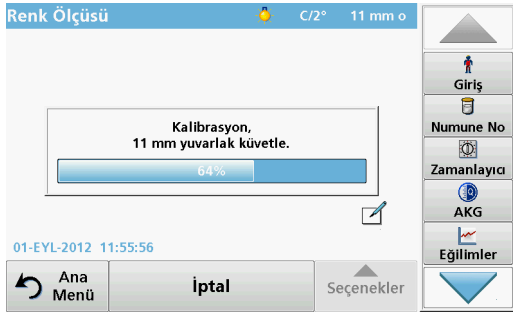 Renk Ölçüsü C/2° 11 mm o
Kalibrasyon,
11 mm yuvarlak küvetle.
64%
01-EYL-2012 11:55:56
Ana
Menü
İptal
Seçenekler
Giriş
Numune No
Zamanlayıcı
AKG
Eğilimler